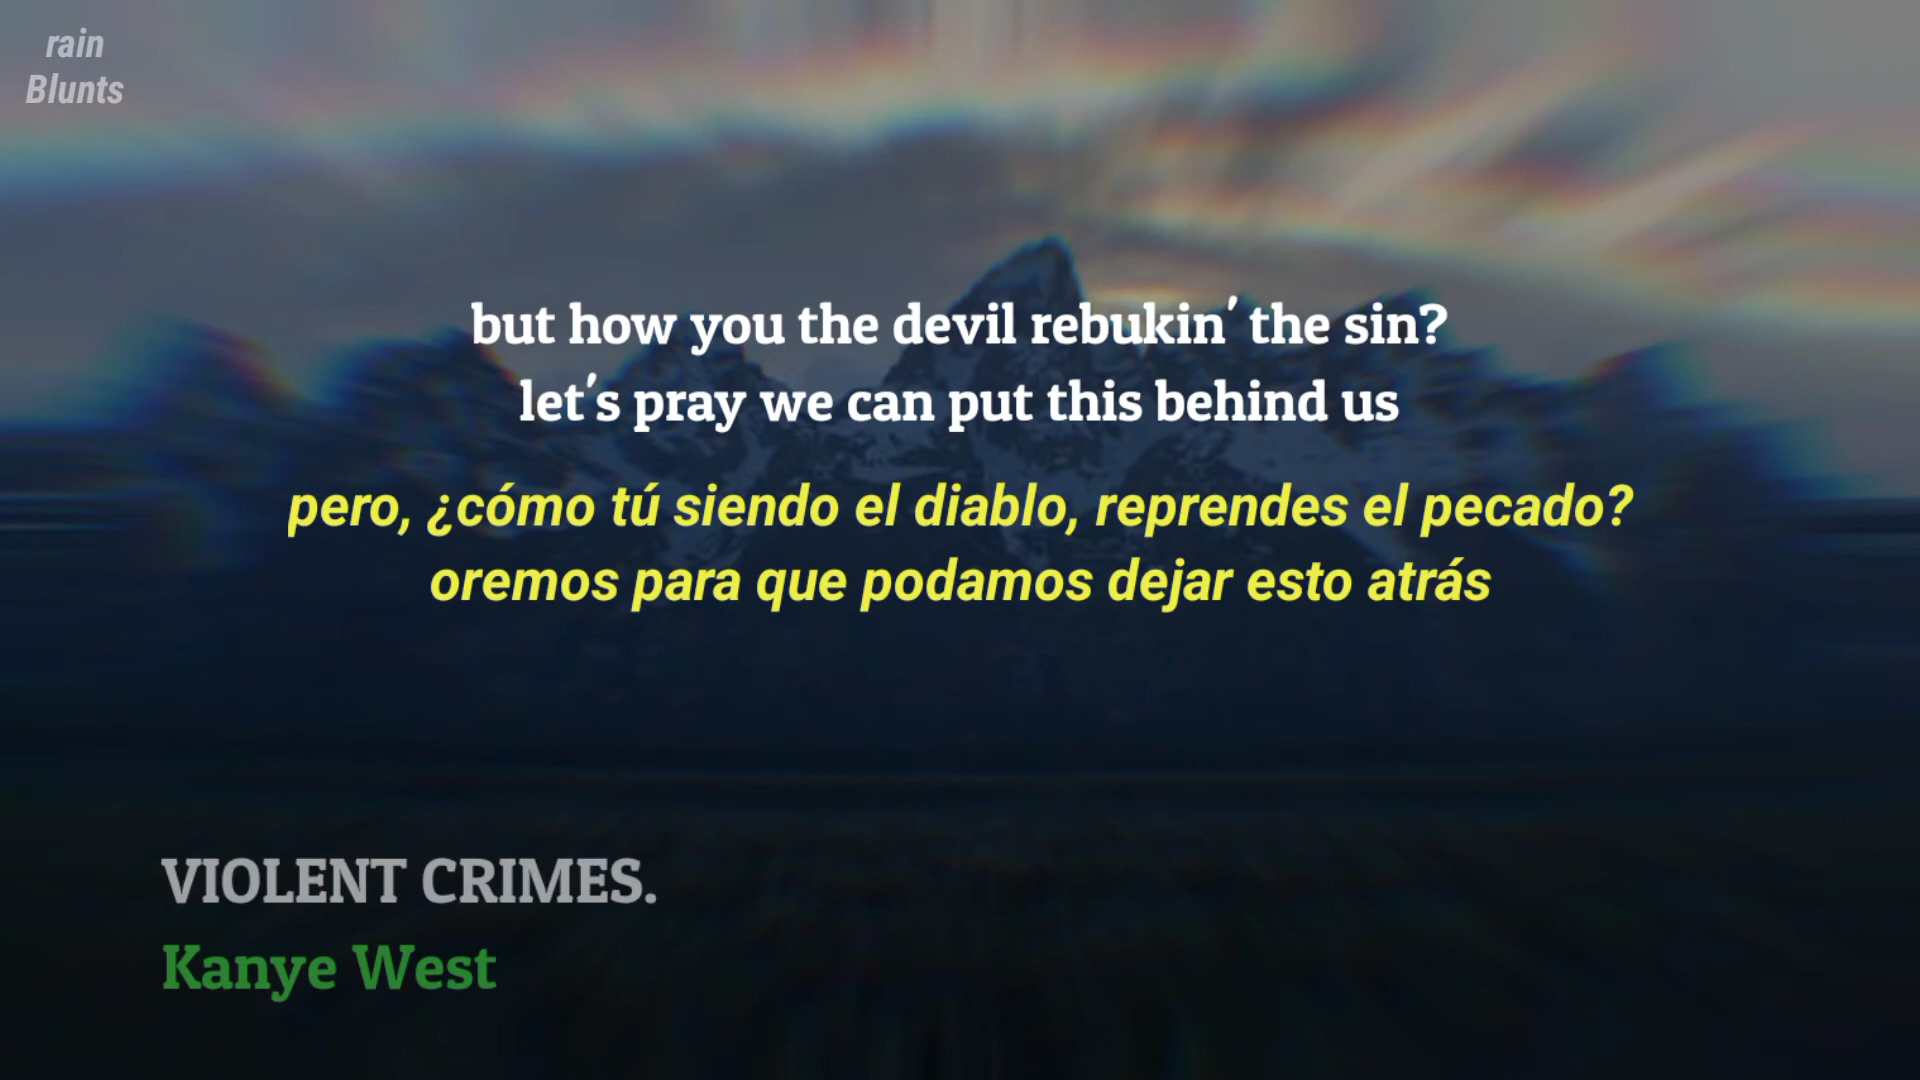 rain
Blunts
but how you the devil rebukin' the sin?
let's pray we can put this behind us
pero, ¿cómo tú siendo el diablo, reprendes el pecado?
oremos para que podamos dejar esto atrás
VIOLENT CRIMES.
Kanye West